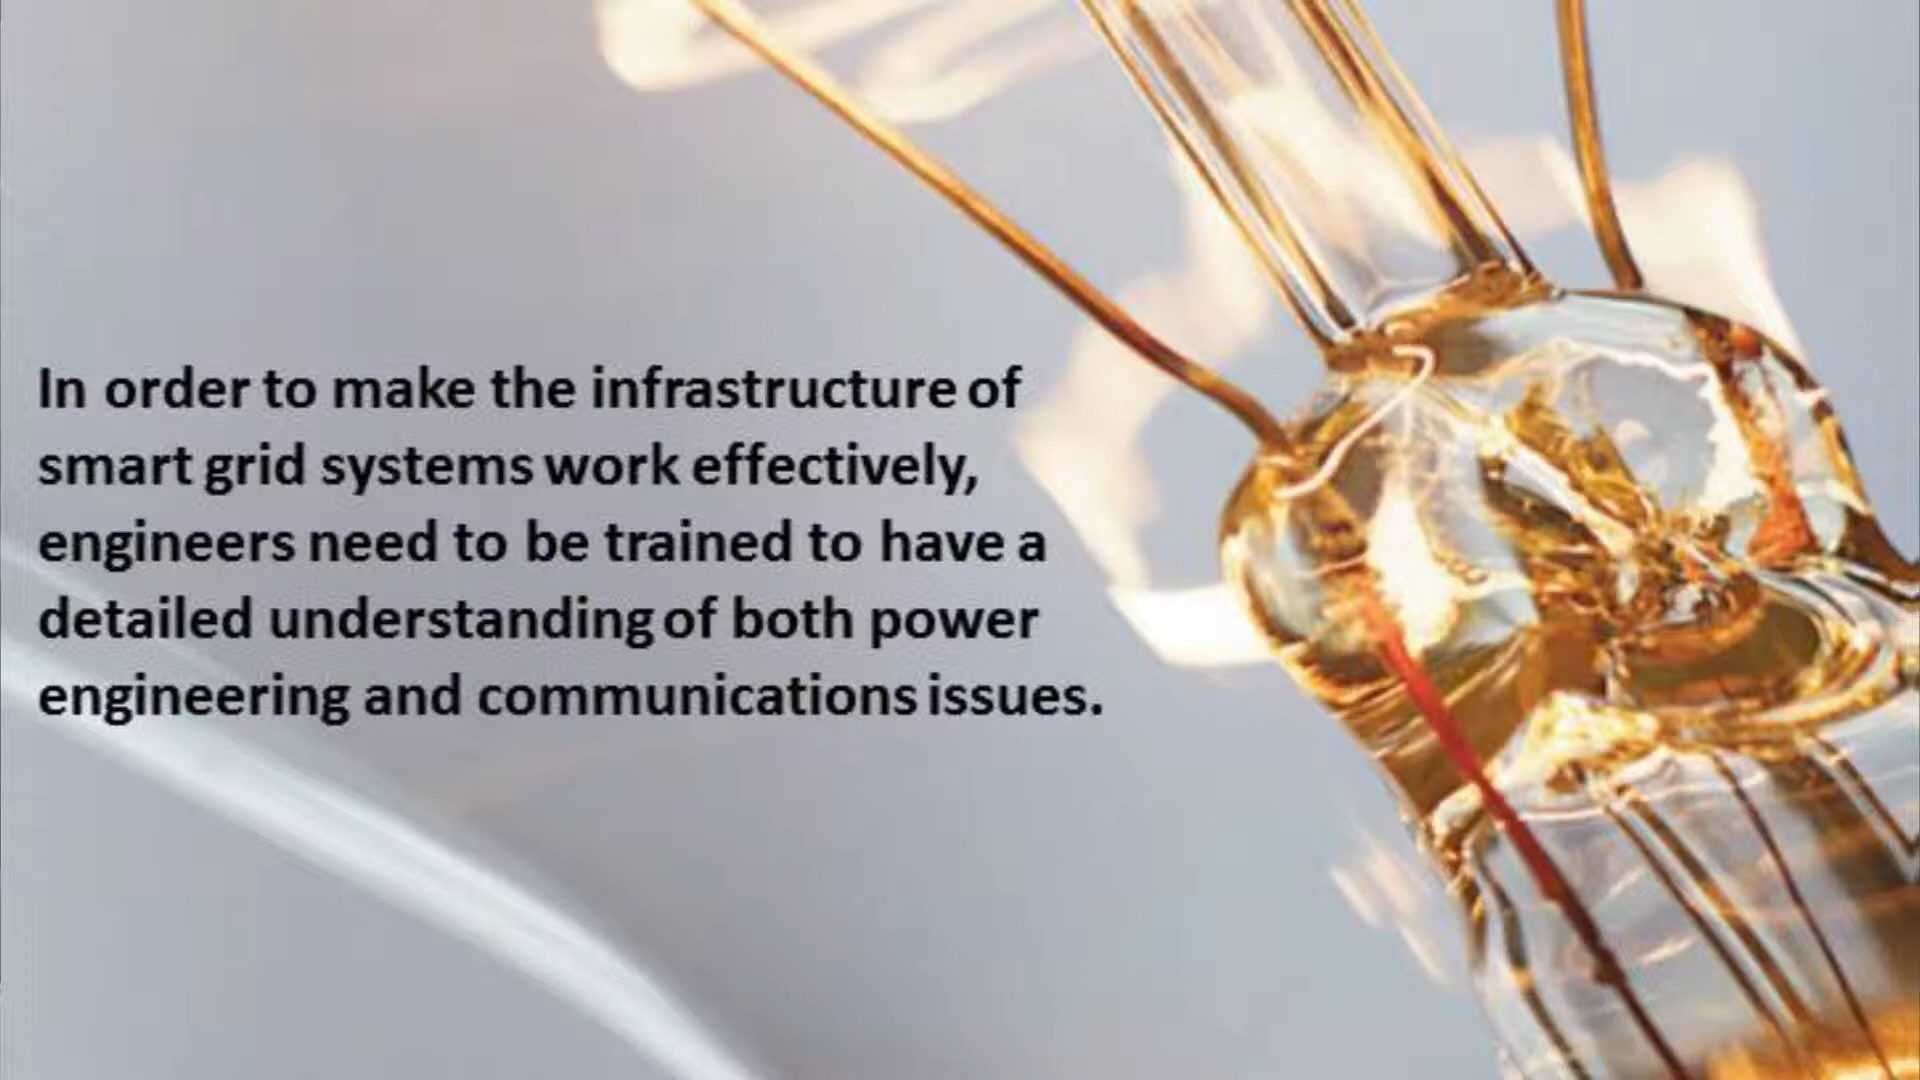 In order to make the infrastructure of
smart grid systems work effectively,
engineers need to be trained to have a
detailed understanding of both power
engineering and communications issues.